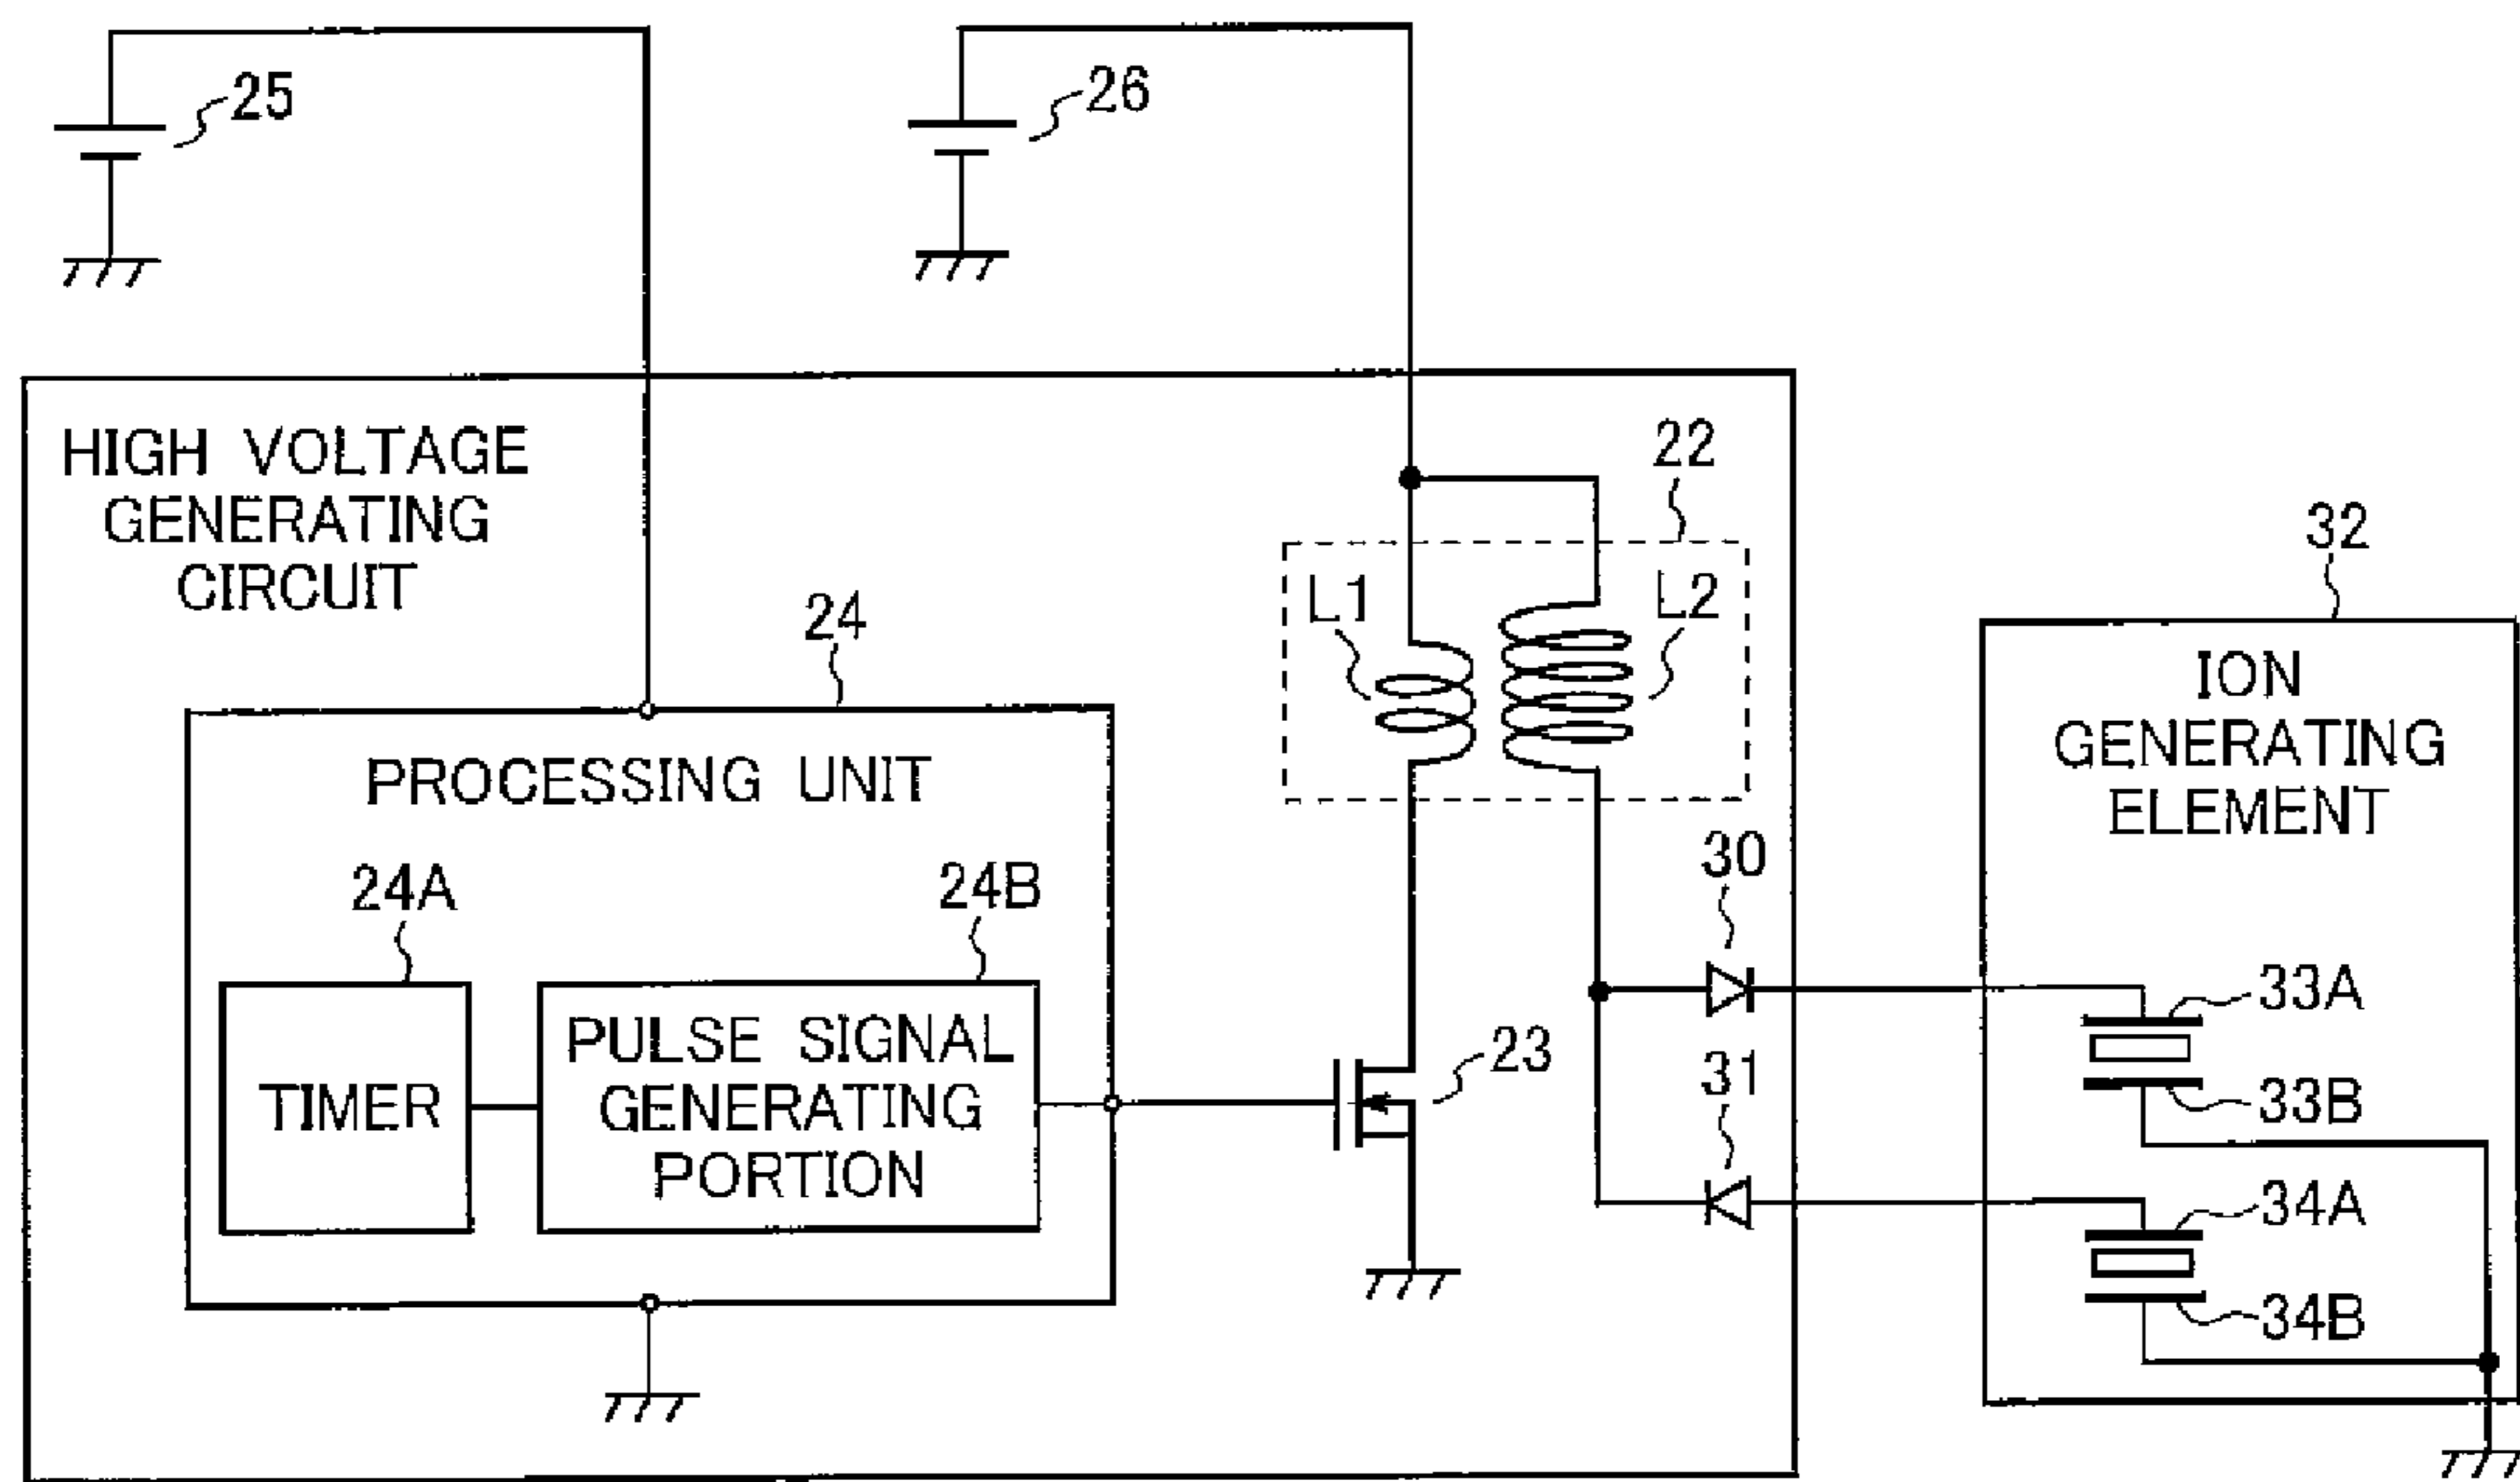 25
26
HIGH VOLTAGE
GENERATING
CIRCUIT
22
32
L1
L2
24
ION
GENERATING
ELEMENT
PROCESSING UNIT
30
24A
24B
33A
PULSE SIGNAL
GENERATING
PORTION
TIMER
23
31
33B
34A
34B